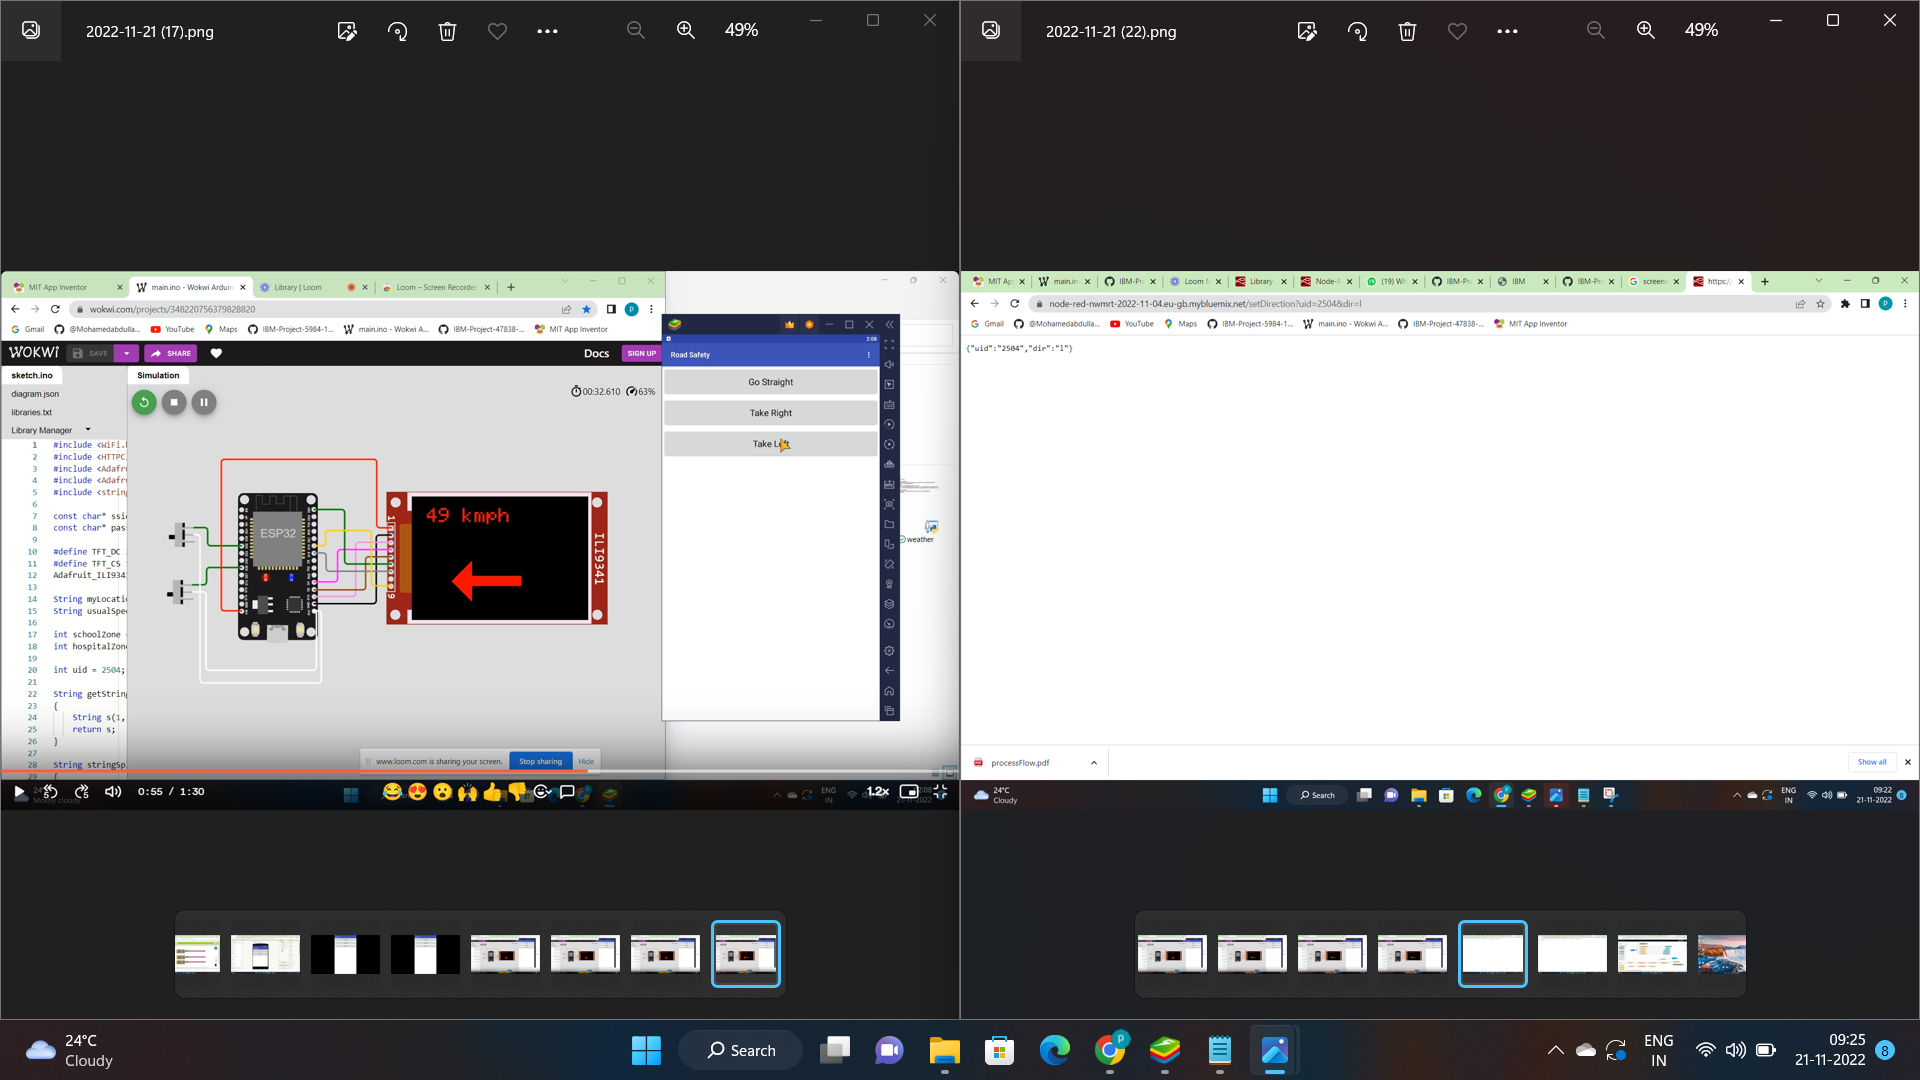 2022-11-21 (17).png
49%
2022-11-21 (22).png
49%
MIT App Inventor
main.ino - Wokwi Arduin
Library | Loom
Loom – Screen Recorder
wokwi.com/projects/348220756379828820
Gmail
@Mohamedabdulla...
YouTube
Maps
IBM-Project-5984-1...
main.ino - Wokwi A...
IBM-Project-47838-...
MIT App Inventor
WOKWI
SAVE
SHARE
Docs
SIGN UP
sketch.ino
diagram.json
libraries.txt
Library Manager
Simulation
00:32.610
63%
1 #include <WiFi.
2 #include <HTTPC
3 #include <Adafr
4 #include <Adafr
5 #include <string
6
7 const char* ssi
8 const char* pas
9
10 #define TFT_DC
11 #define TFT_CS
12 Adafruit_ILI934
13
14 String myLocatio
15 String usualSpe
16
17 int schoolZone
18 int hospitalZon
19
20 int uid = 2504;
21
22 String getString
23 {
24 String s(1,
25 return s;
26 }
27
28 String stringSp
29 {
ESP32
1
9
49 kmph
ILI9341
2:08
Road Safety
Go Straight
Take Right
Take Left
weather
www.loom.com is sharing your screen.
Stop sharing
Hide
0:55 / 1:30
1.2x
ENG
IN
MIT Ap
main.in
IBM-Pr
Loom
Library
Node-
(19) Wh
IBM-Pr
IBM
IBM-Pr
screen
https:/
node-red-nwmrt-2022-11-04.eu-gb.mybluemix.net/setDirection?uid=2504&dir=l
Gmail
@Mohamedabdulla...
YouTube
Maps
IBM-Project-5984-1...
main.ino - Wokwi A...
IBM-Project-47838-...
MIT App Inventor
{"uid":"2504","dir":"l"}
processFlow.pdf
Show all
24°C
Cloudy
Search
ENG
IN
09:22
21-11-2022
8
24°C
Cloudy
Search
ENG
IN
09:25
21-11-2022
8